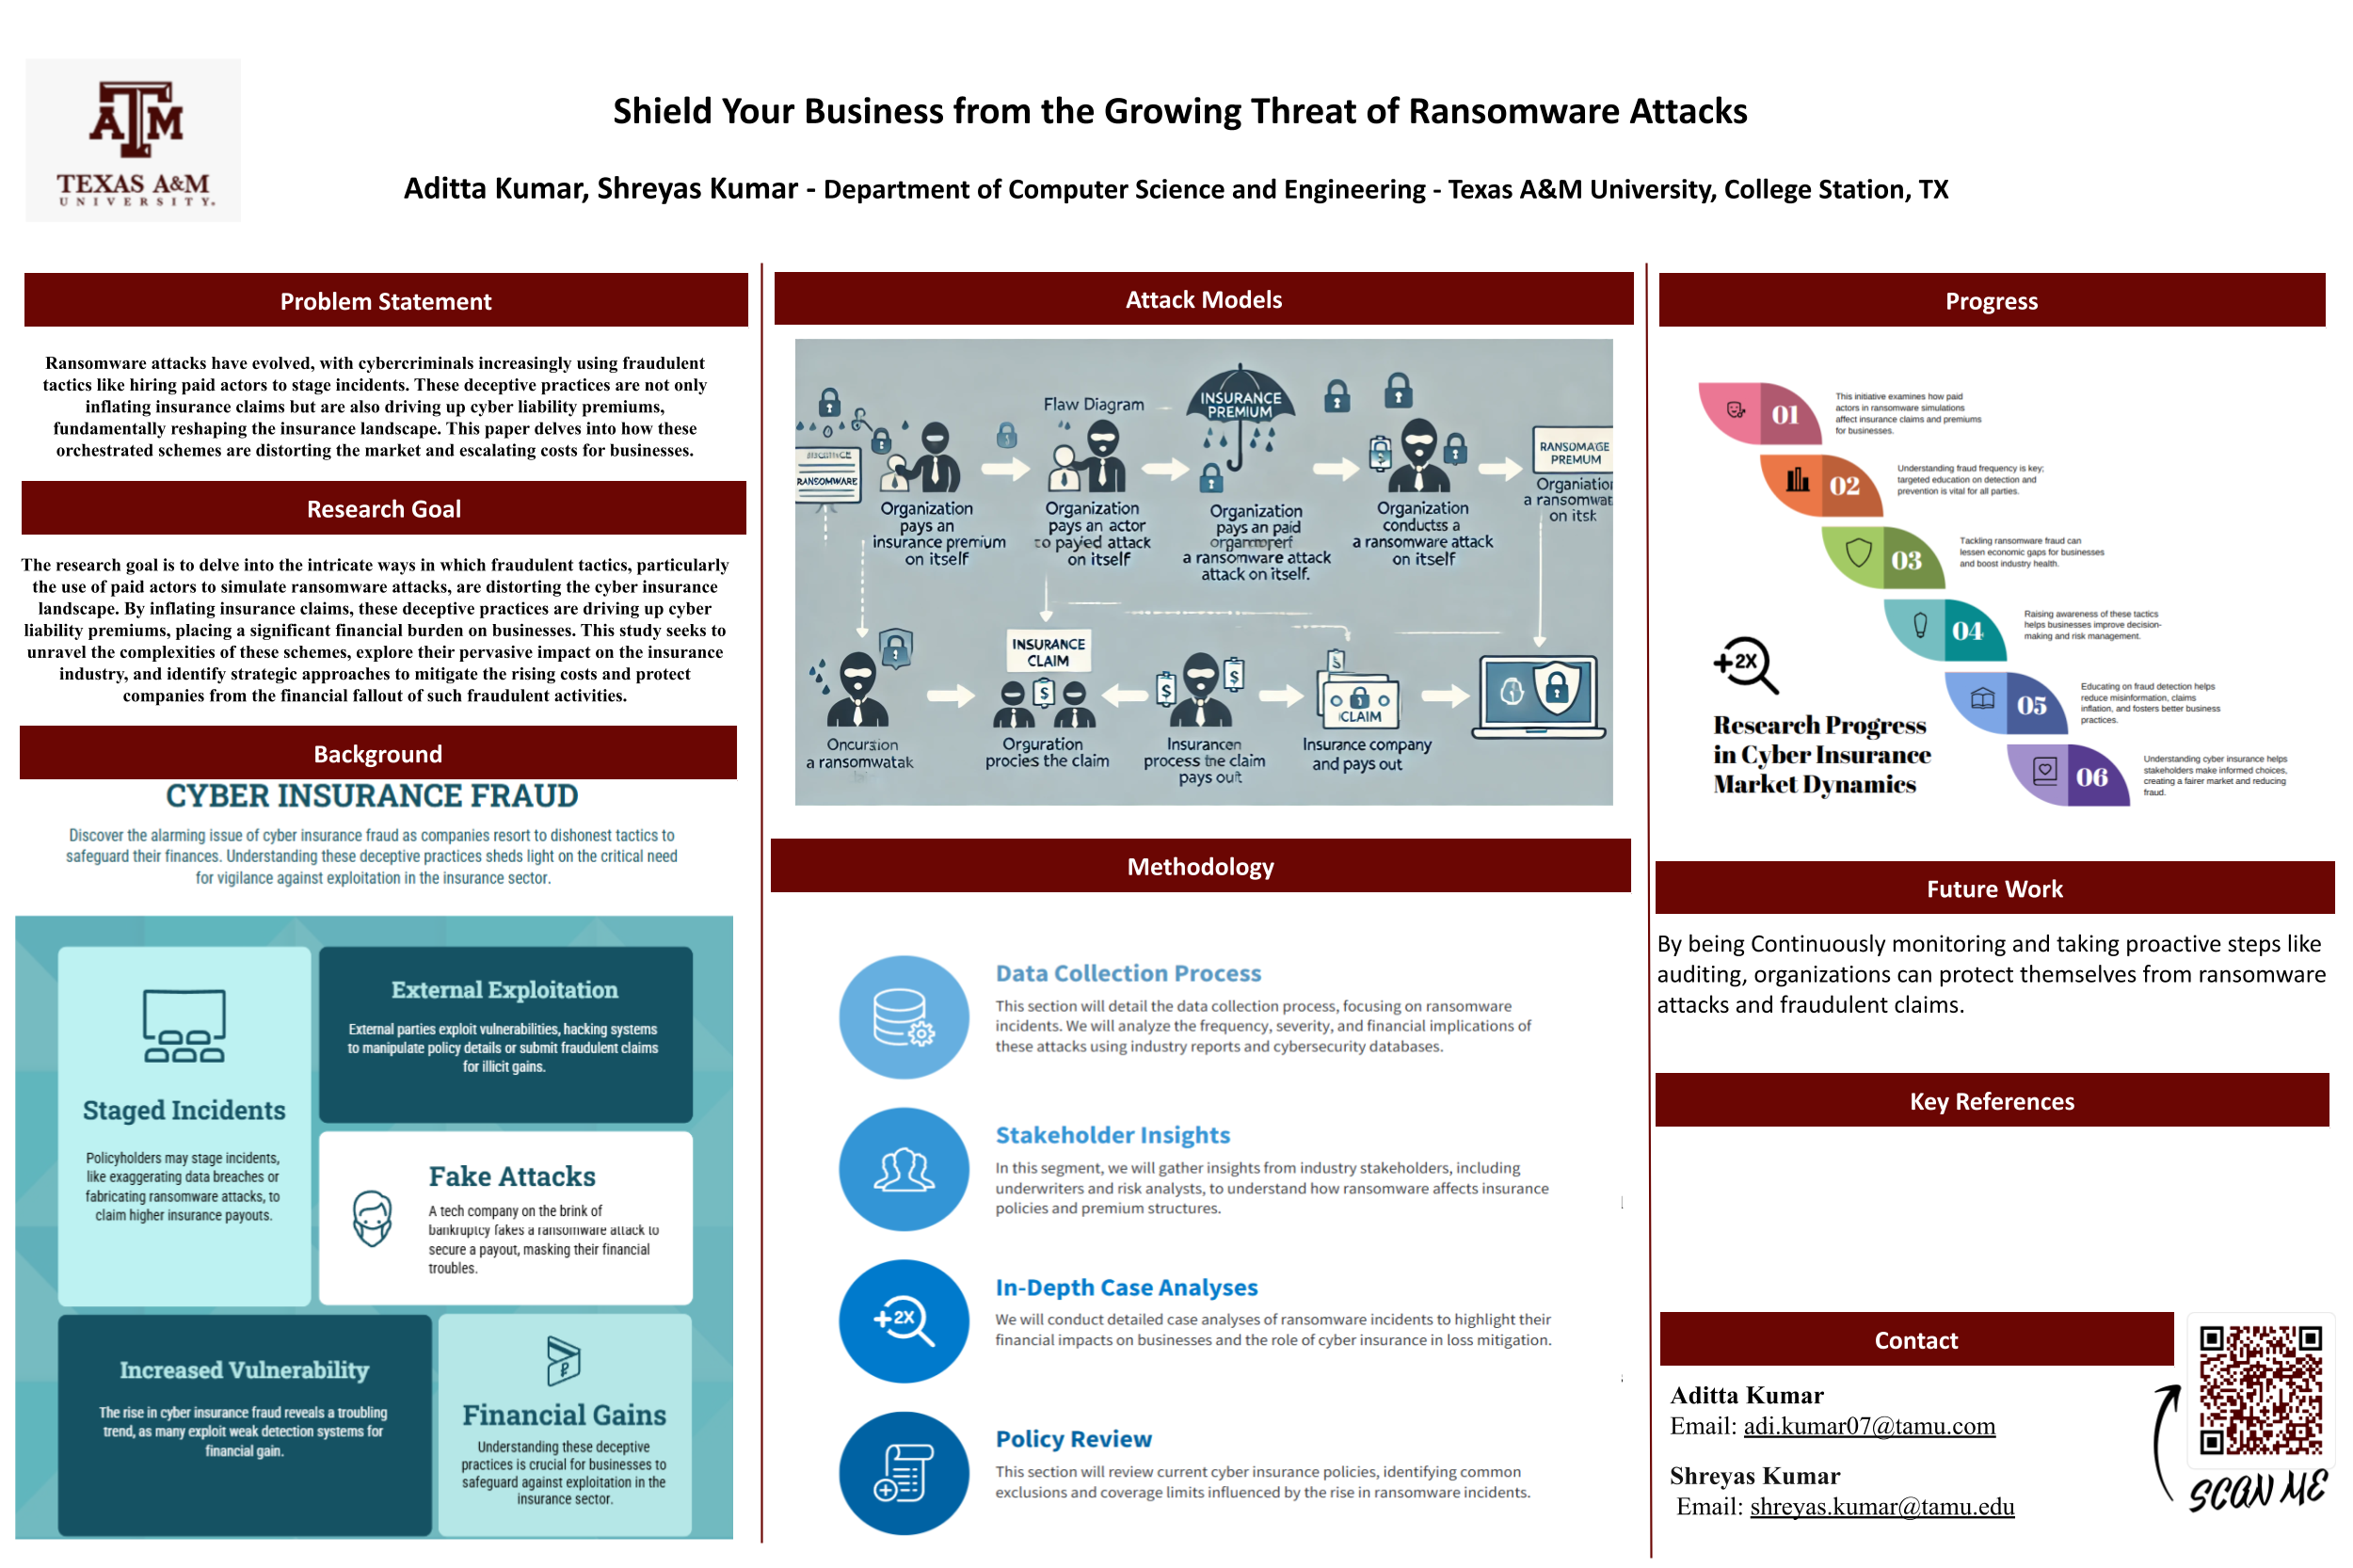 ATM
TEXAS A&M
UNIVERSITY.
Shield Your Business from the Growing Threat of Ransomware Attacks
Aditta Kumar, Shreyas Kumar - Department of Computer Science and Engineering - Texas A&M University, College Station, TX
Problem Statement
Ransomware attacks have evolved, with cybercriminals increasingly using fraudulent
tactics like hiring paid actors to stage incidents. These deceptive practices are not only
inflating insurance claims but are also driving up cyber liability premiums,
fundamentally reshaping the insurance landscape. This paper delves into how these
orchestrated schemes are distorting the market and escalating costs for businesses.
Research Goal
The research goal is to delve into the intricate ways in which fraudulent tactics, particularly
the use of paid actors to simulate ransomware attacks, are distorting the cyber insurance
landscape. By inflating insurance claims, these deceptive practices are driving up cyber
liability premiums, placing a significant financial burden on businesses. This study seeks to
unravel the complexities of these schemes, explore their pervasive impact on the insurance
industry, and identify strategic approaches to mitigate the rising costs and protect
companies from the financial fallout of such fraudulent activities.
Background
CYBER INSURANCE FRAUD
Discover the alarming issue of cyber insurance fraud as companies resort to dishonest tactics to
safeguard their finances. Understanding these deceptive practices sheds light on the critical need
for vigilance against exploitation in the insurance sector.
Staged Incidents
Policyholders may stage incidents,
like exaggerating data breaches or
fabricating ransomware attacks, to
claim higher insurance payouts.
External Exploitation
External parties exploit vulnerabilities, hacking systems
to manipulate policy details or submit fraudulent claims
for illicit gains.
Fake Attacks
A tech company on the brink of
bankruptcy fakes a ransomware attack to
secure a payout, masking their financial
troubles.
Increased Vulnerability
The rise in cyber insurance fraud reveals a troubling
trend, as many exploit weak detection systems for
financial gain.
Financial Gains
Understanding these deceptive
practices is crucial for businesses to
safeguard against exploitation in the
insurance sector.
Attack Models
Flaw Diagram
INSURANCE
PREMIUM
RANSOMWARE
RANSOMAGE
PREMUM
Organization
pays an
insurance premium
on itself
Organization
pays an actor
to payed attack
on itself
Organization
pays an paid
a ransomware attack
attack on itself.
Organization
conductss a
a ransomware attack
on itself
Organiatior
a ransomwat
on itsk
INSURANCE
CLAIM
$
$
$
$
CLAIM
Oncursion
a ransomwatak
Orguration
procies the claim
Insurancen
process the claim
pays out
Insurance company
and pays out
Methodology
Data Collection Process
This section will detail the data collection process, focusing on ransomware
incidents. We will analyze the frequency, severity, and financial implications of
these attacks using industry reports and cybersecurity databases.
Stakeholder Insights
In this segment, we will gather insights from industry stakeholders, including
underwriters and risk analysts, to understand how ransomware affects insurance
policies and premium structures.
+2X
In-Depth Case Analyses
We will conduct detailed case analyses of ransomware incidents to highlight their
financial impacts on businesses and the role of cyber insurance in loss mitigation.
Policy Review
This section will review current cyber insurance policies, identifying common
exclusions and coverage limits influenced by the rise in ransomware incidents.
Progress
01
This initiative examines how paid
actors in ransomware simulations
affect insurance claims and premiums
for businesses.
02
Understanding fraud frequency is key;
targeted education on detection and
prevention is vital for all parties.
03
Tackling ransomware fraud can
lessen economic gaps for businesses
and boost industry health.
04
Raising awareness of these tactics
helps businesses improve decision-
making and risk management.
05
Educating on fraud detection helps
reduce misinformation, claims
inflation, and fosters better business
practices.
06
Understanding cyber insurance helps
stakeholders make informed choices,
creating a fairer market and reducing
fraud.
+2X
Research Progress
in Cyber Insurance
Market Dynamics
Future Work
By being Continuously monitoring and taking proactive steps like
auditing, organizations can protect themselves from ransomware
attacks and fraudulent claims.
Key References
Contact
Aditta Kumar
Email: adi.kumar07@tamu.com
Shreyas Kumar
Email: shreyas.kumar@tamu.edu
SCAN ME